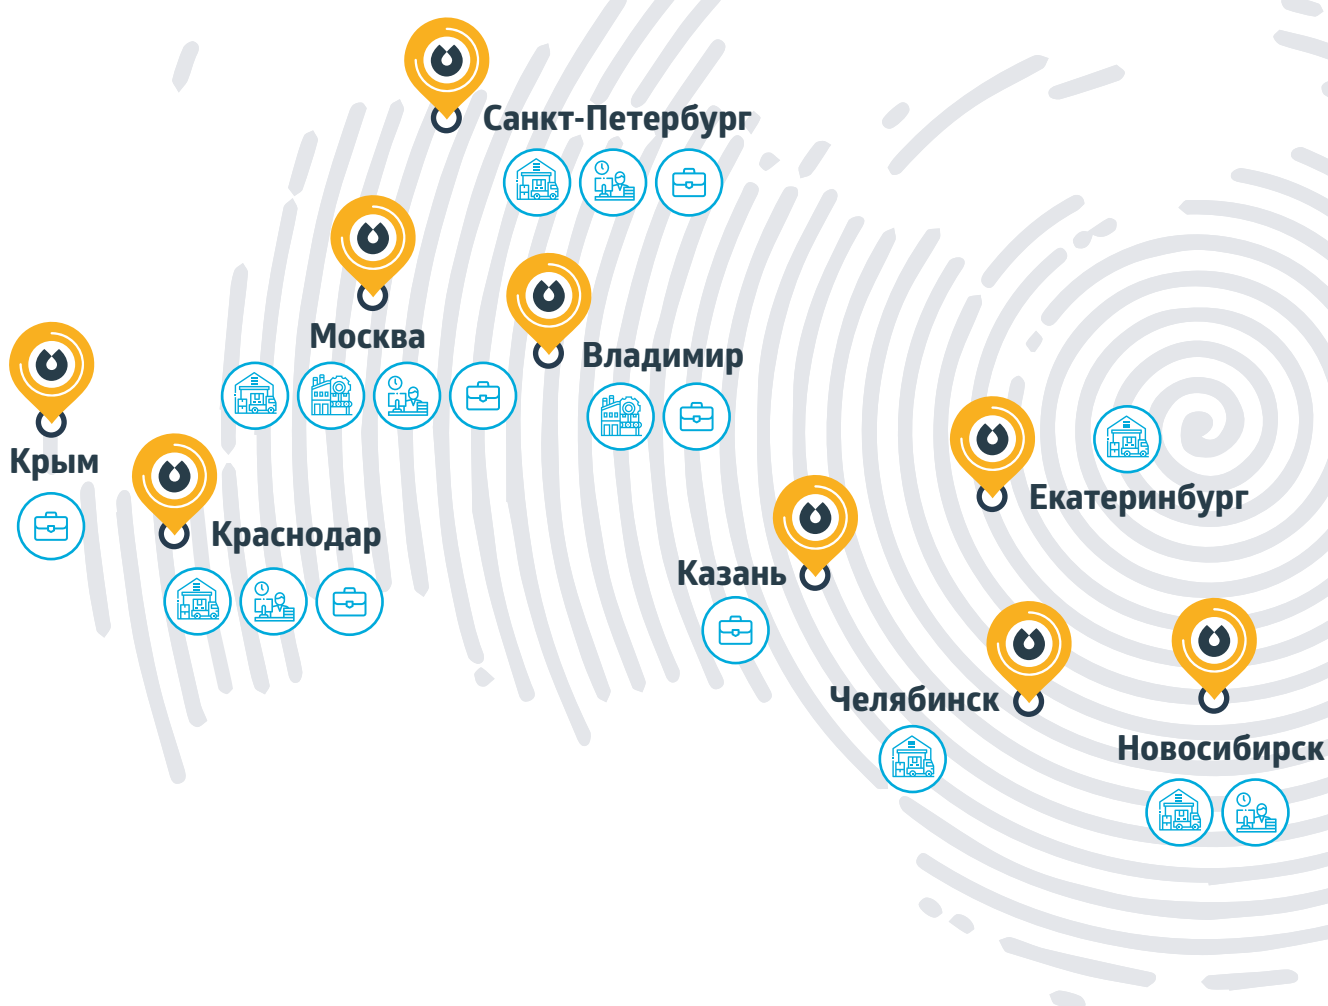 Санкт-Петербург
Москва
Владимир
Крым
Краснодар
Екатеринбург
Казань
Челябинск
Новосибирск